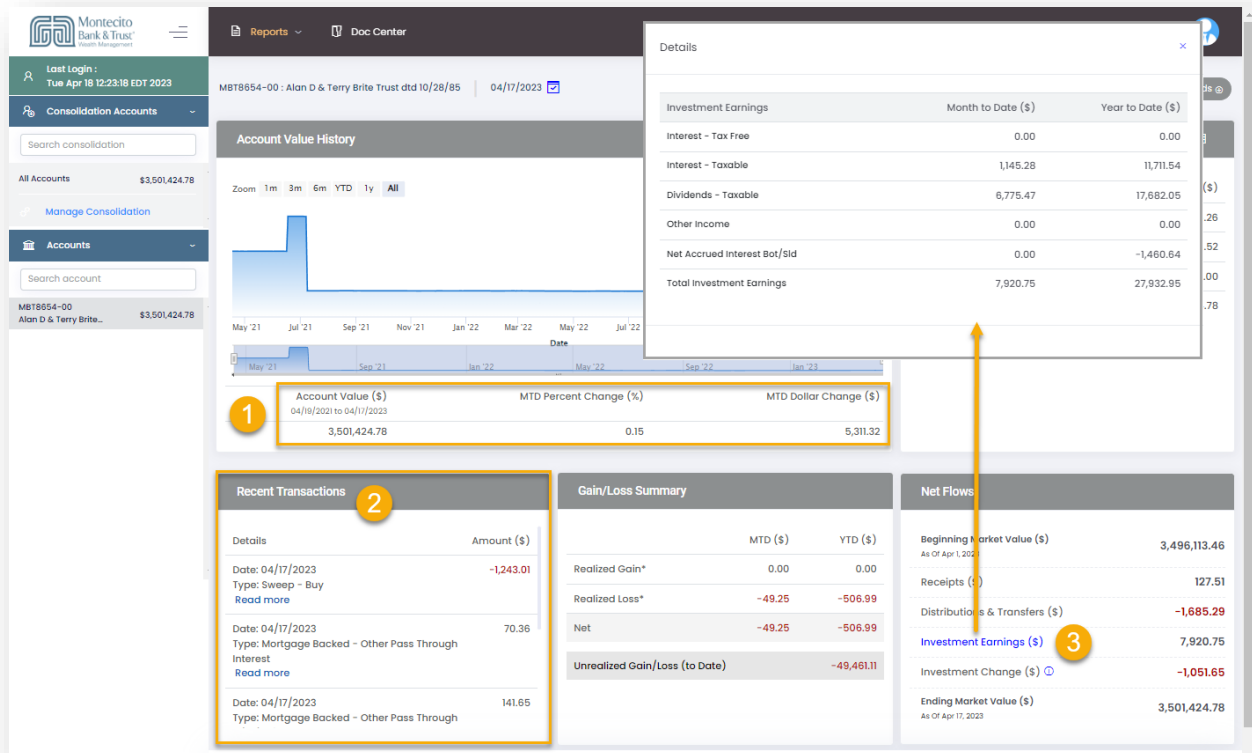 Montecito
Bank & Trust
Wealth Management
Reports
Doc Center
Last Login :
Tue Apr 18 12:23:18 EDT 2023
Consolidation Accounts
Search consolidation
All Accounts $3,501,424.78
Manage Consolidation
Accounts
Search account
MBT8654-00
Alan D & Terry Brite... $3,501,424.78
MBT8654-00 : Alan D & Terry Brite Trust dtd 10/28/85 04/17/2023
Account Value History
Zoom 1m 3m 6m YTD 1y All
May '21 Jul '21 Sep '21 Nov '21 Jan '22 Mar '22 May '22 Jul '22
Date
May '21 Sep '21 Jan '22 May '22 Sep '22 Jan '23
1
Account Value ($) MTD Percent Change (%) MTD Dollar Change ($)
04/19/2021 to 04/17/2023
3,501,424.78 0.15 5,311.32
Details ×
Investment Earnings Month to Date ($) Year to Date ($)
Interest - Tax Free 0.00 0.00
Interest - Taxable 1,145.28 11,711.54
Dividends - Taxable 6,775.47 17,682.05
Other Income 0.00 0.00
Net Accrued Interest Bot/Sld 0.00 -1,460.64
Total Investment Earnings 7,920.75 27,932.95
($)
.26
.52
.00
.78
Recent Transactions
2
Details Amount ($)
Date: 04/17/2023 -1,243.01
Type: Sweep - Buy
Read more
Date: 04/17/2023 70.36
Type: Mortgage Backed - Other Pass Through
Interest
Read more
Date: 04/17/2023 141.65
Type: Mortgage Backed - Other Pass Through
Gain/Loss Summary
MTD ($) YTD ($)
Realized Gain* 0.00 0.00
Realized Loss* -49.25 -506.99
Net -49.25 -506.99
Unrealized Gain/Loss (to Date) -49,461.11
Net Flows
Beginning Market Value ($) 3,496,113.46
As Of Apr 1, 2023
Receipts ($) 127.51
Distributions & Transfers ($) -1,685.29
Investment Earnings ($) 7,920.75
3
Investment Change ($) -1,051.65
Ending Market Value ($) 3,501,424.78
As Of Apr 17, 2023